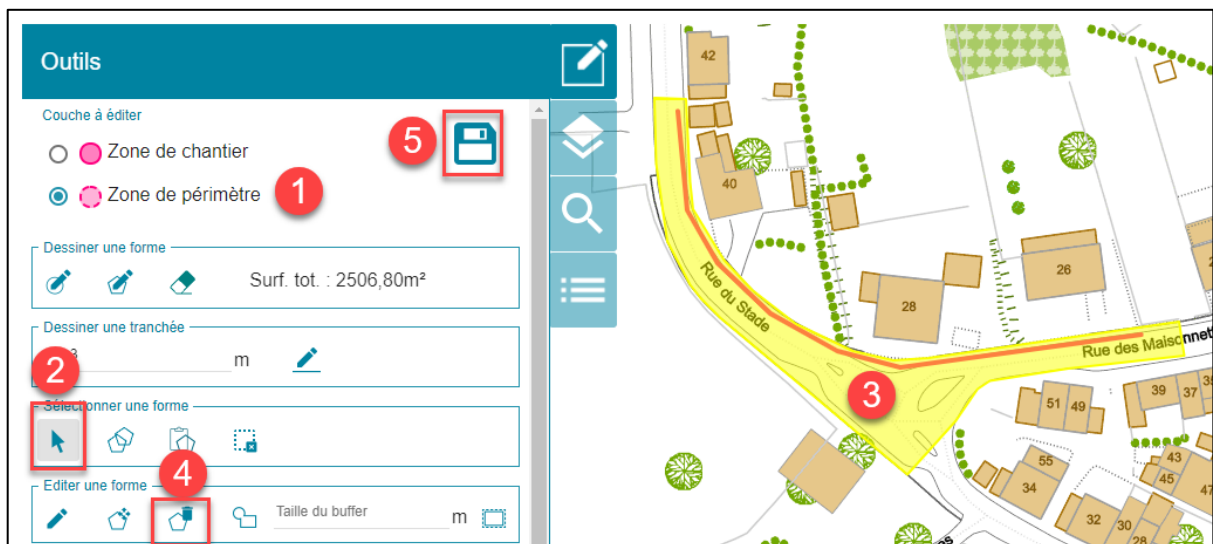 Outils
Couche à éditer
Zone de chantier
5
Zone de périmètre
1
Dessiner une forme
Surf. tot. : 2506,80m²
Dessiner une tranchée
3
m
2
Sélectionner une forme
4
Editer une forme
Taille du buffer
m
42
40
Rue du Stade
28
26
Rue des Maisonnett
3
51
49
39
37
55
34
43
45
47
32
30
28